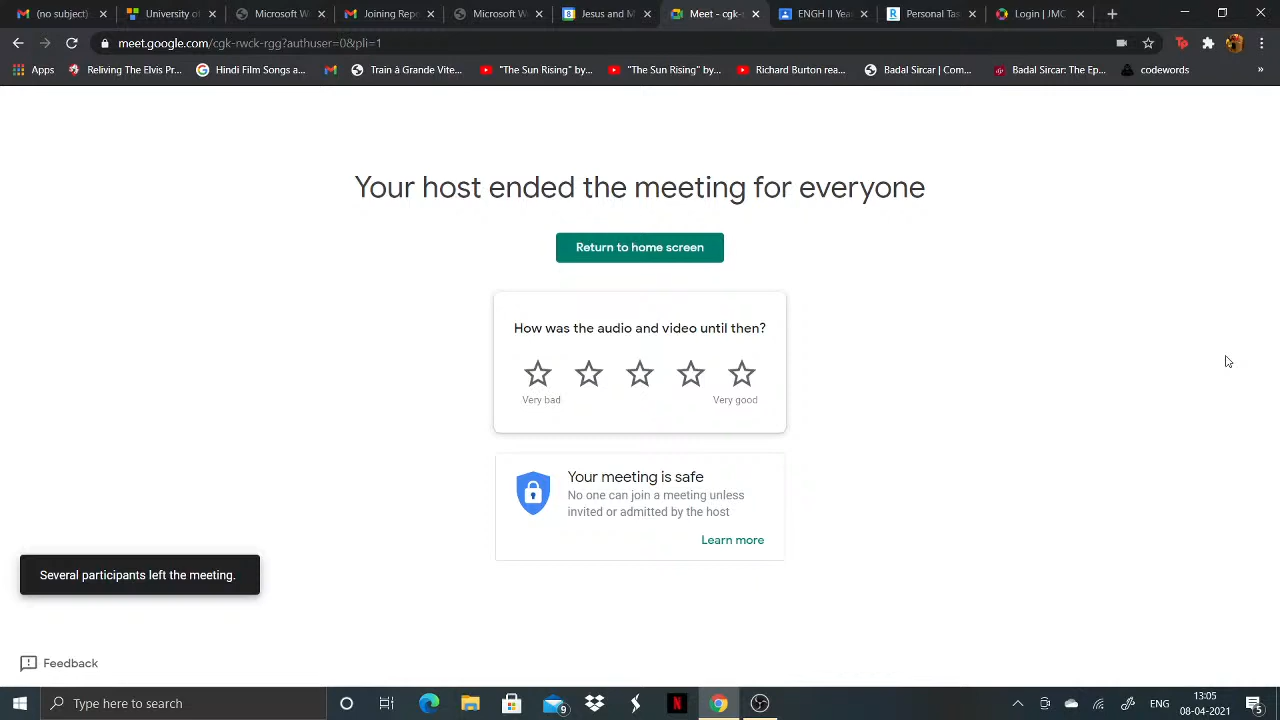 (no subject)
University of
Microsoft W
Joining Rep
Microsoft W
Jesus and M
Meet - cgk-
ENGH II Yea
Personal Tas
Login | JMC
meet.google.com/cgk-rwck-rgg?authuser=0&pli=1
Apps
Reliving The Elvis Pr...
Hindi Film Songs a...
Train à Grande Vite...
"The Sun Rising" by...
"The Sun Rising" by...
Richard Burton rea...
Badal Sircar | Com...
Badal Sircar: The Ep...
codewords
»
Your host ended the meeting for everyone
Return to home screen
How was the audio and video until then?
Very bad
Very good
Your meeting is safe
No one can join a meeting unless
invited or admitted by the host
Learn more
Several participants left the meeting.
Feedback
Type here to search
9
ENG
13:05
08-04-2021
5